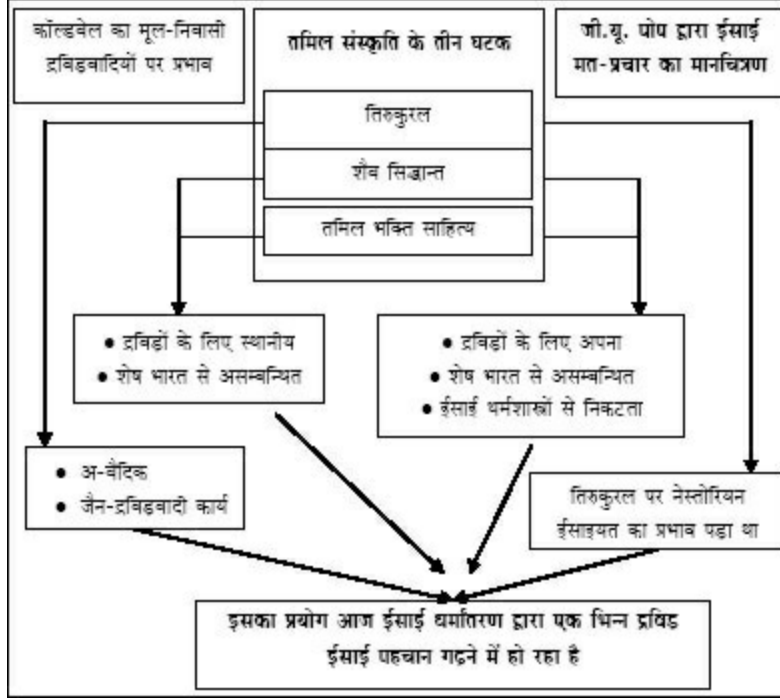 कॉल्डवेल का मूल-निवासी
द्रविडवादियों पर प्रभाव
तमिल संस्कृति के तीन घटक
जी.यू. पोप द्वारा ईसाई
मत-प्रचार का मानचित्रण
तिरुकुरल
शैव सिद्धान्त
तमिल भक्ति साहित्य
● द्रविड़ों के लिए स्थानीय
● शेष भारत से असम्बन्धित
● द्रविड़ों के लिए अपना
● शेष भारत से असम्बन्धित
● ईसाई धर्मशास्त्रों से निकटता
● अ-वैदिक
● जैन-द्रविडवादी कार्य
तिरुकुरल पर नेस्तोरियन
ईसाइयत का प्रभाव पड़ा था
इसका प्रयोग आज ईसाई धर्मांतरण द्वारा एक भिन्न द्रविड
ईसाई पहचान गढ़ने में हो रहा है